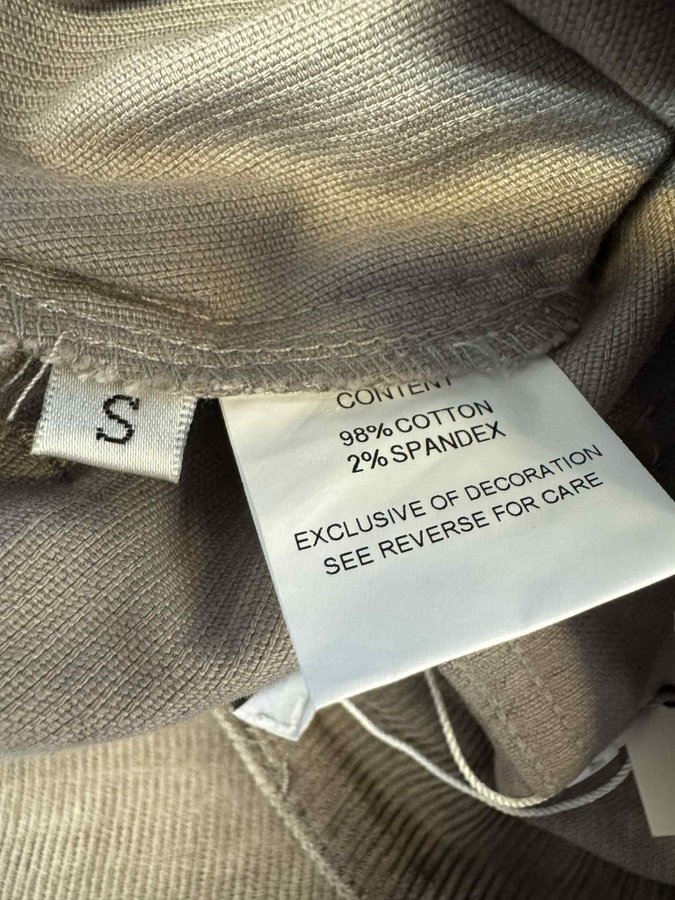 S
CONTENT
98% COTTON
2% SPANDEX
EXCLUSIVE OF DECORATION
SEE REVERSE FOR CARE